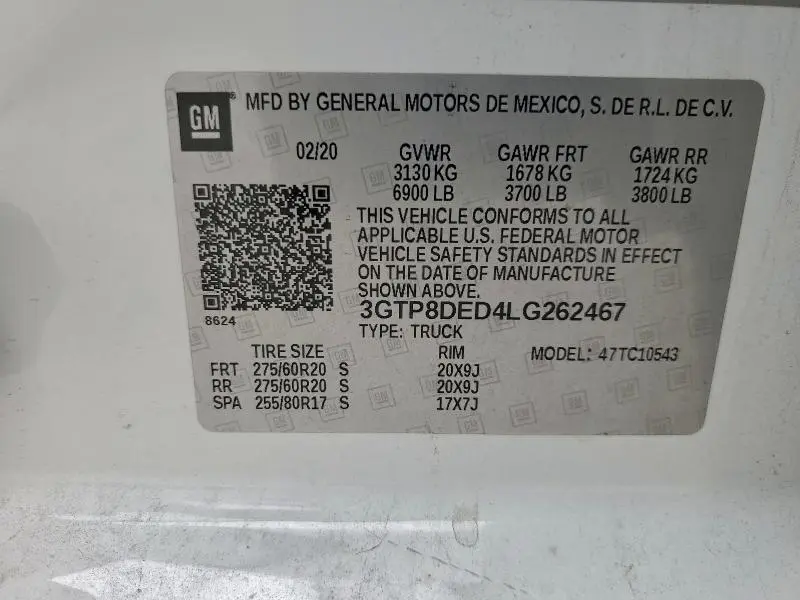 GM ® MFD BY GENERAL MOTORS DE MEXICO, S. DE R.L. DE C.V.
02/20 GVWR GAWR FRT GAWR RR
3130 KG 1678 KG 1724 KG
6900 LB 3700 LB 3800 LB
THIS VEHICLE CONFORMS TO ALL
APPLICABLE U.S. FEDERAL MOTOR
VEHICLE SAFETY STANDARDS IN EFFECT
ON THE DATE OF MANUFACTURE
SHOWN ABOVE.
8624
3GTP8DED4LG262467
TYPE: TRUCK
TIRE SIZE RIM MODEL: 47TC10543
FRT 275/60R20 S 20X9J
RR 275/60R20 S 20X9J
SPA 255/80R17 S 17X7J